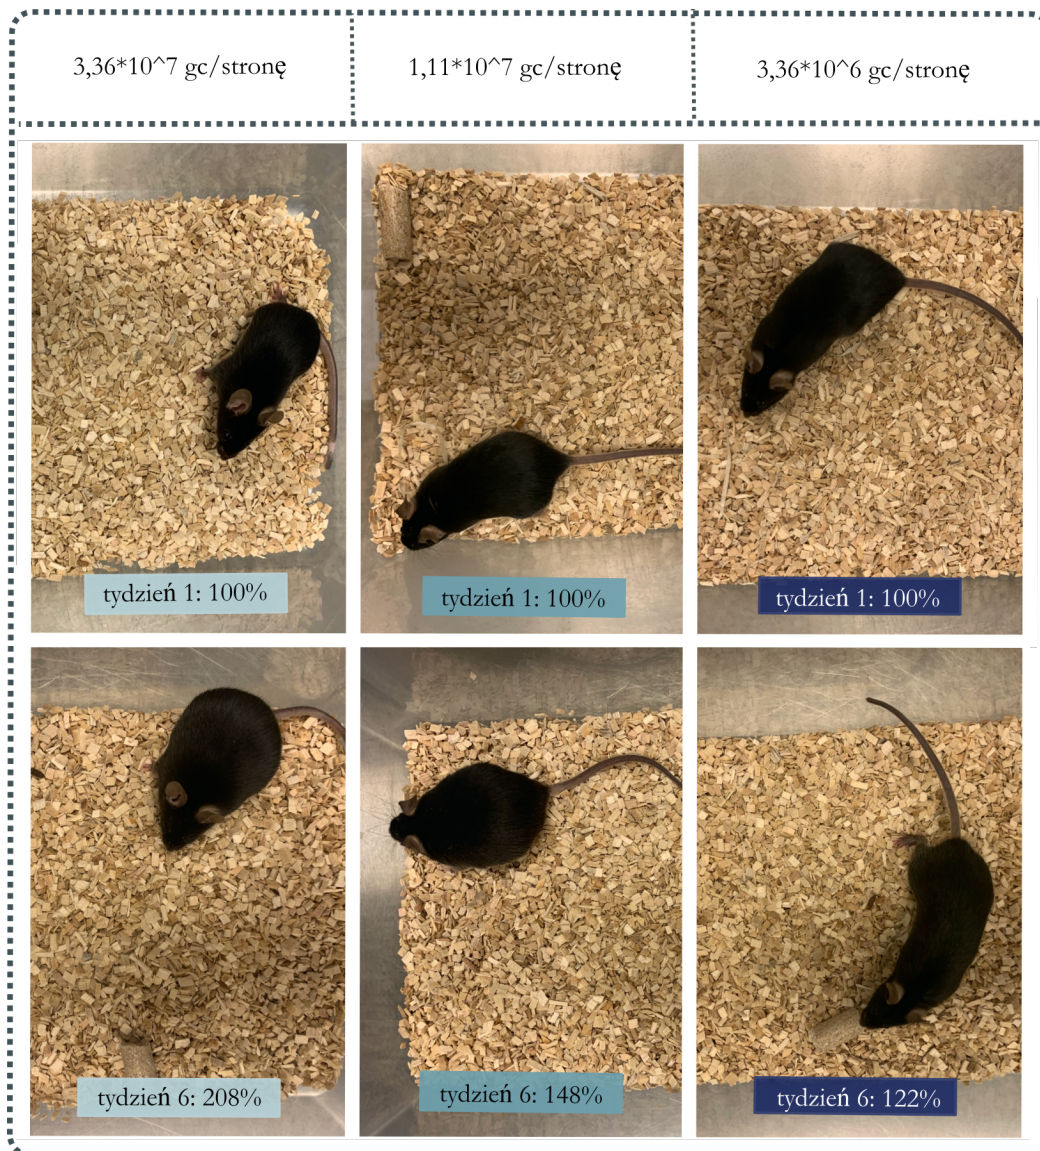 3,36*10^7 gc/stronę
1,11*10^7 gc/stronę
3,36*10^6 gc/stronę
tydzień 1: 100%
tydzień 1: 100%
tydzień 1: 100%
tydzień 6: 208%
tydzień 6: 148%
tydzień 6: 122%